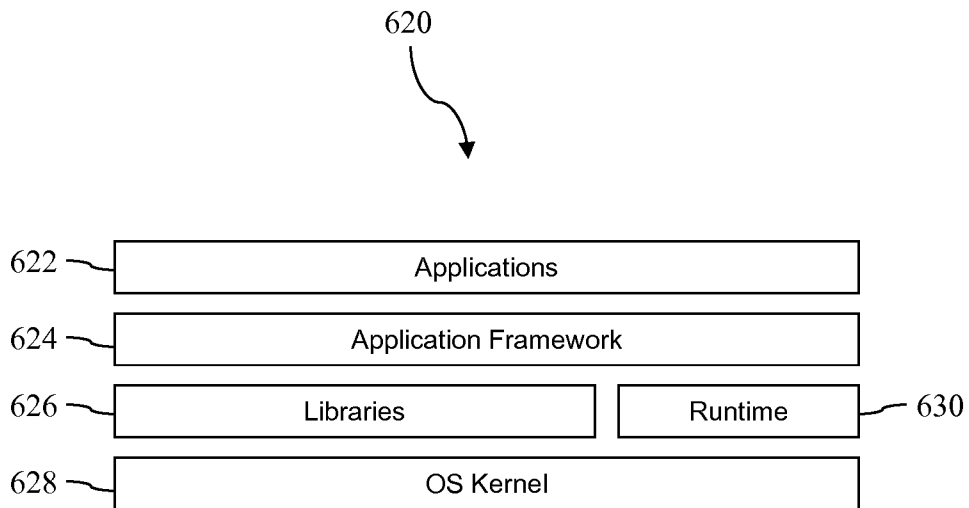 620
622 Applications
624 Application Framework
626 Libraries Runtime 630
628 OS Kernel